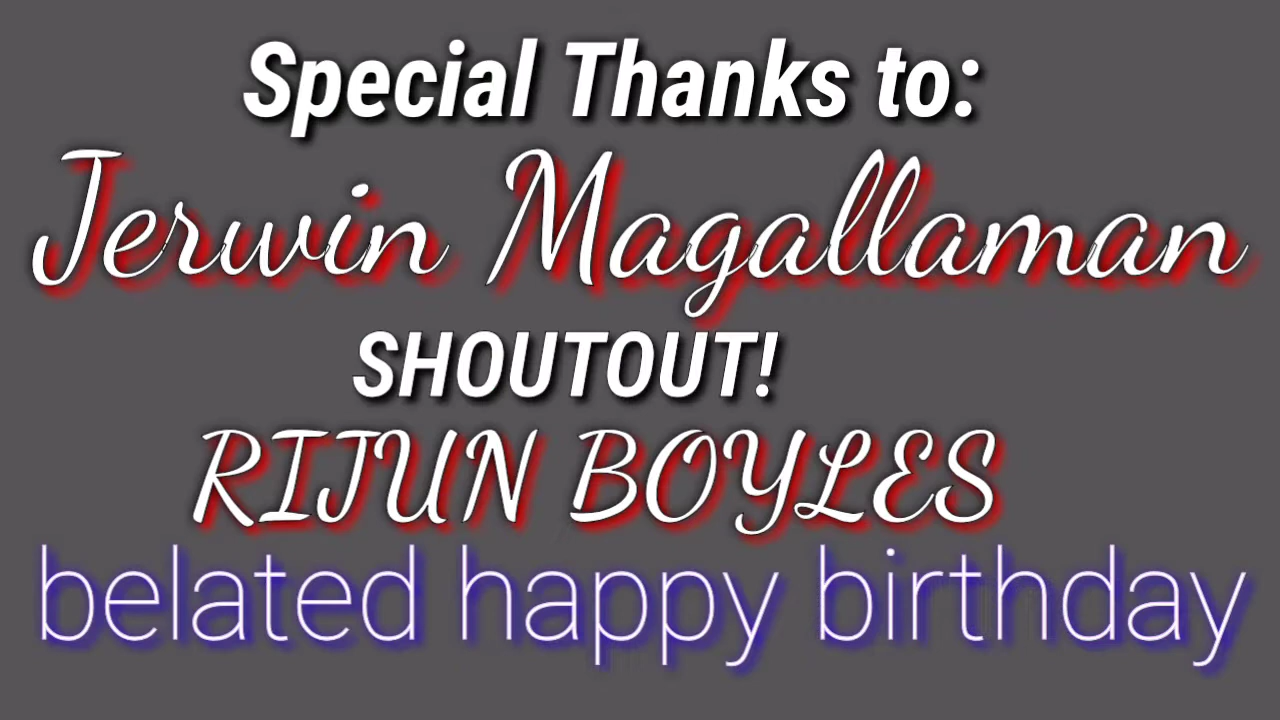 Special Thanks to:
Jerwin Magallaman
SHOUTOUT!
RIJUN BOYLES
belated happy birthday